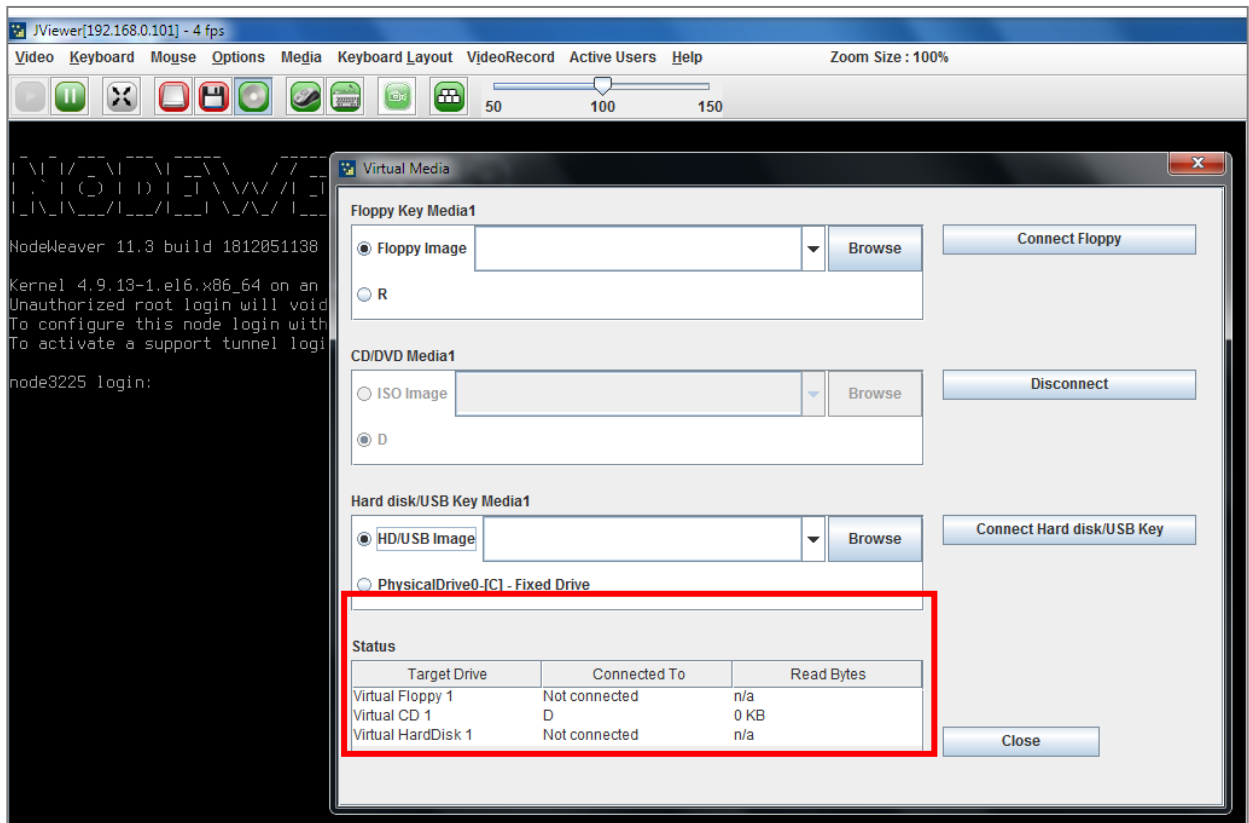 JViewer[192.168.0.101] - 4 fps
Video Keyboard Mouse Options Media Keyboard Layout VideoRecord Active Users Help Zoom Size : 100%
50 100 150
NODEWE
NodeWeaver 11.3 build 1812051138
Kernel 4.9.13-1.el6.x86_64 on an
Unauthorized root login will void
To configure this node login with
To activate a support tunnel logi
node3225 login:
Virtual Media
x
Floppy Key Media1
Floppy Image Browse Connect Floppy
R
CD/DVD Media1
ISO Image Browse Disconnect
D
Hard disk/USB Key Media1
HD/USB Image Browse Connect Hard disk/USB Key
PhysicalDrive0-[C] - Fixed Drive
Status
Target Drive Connected To Read Bytes
Virtual Floppy 1 Not connected n/a
Virtual CD 1 D 0 KB
Virtual HardDisk 1 Not connected n/a
Close